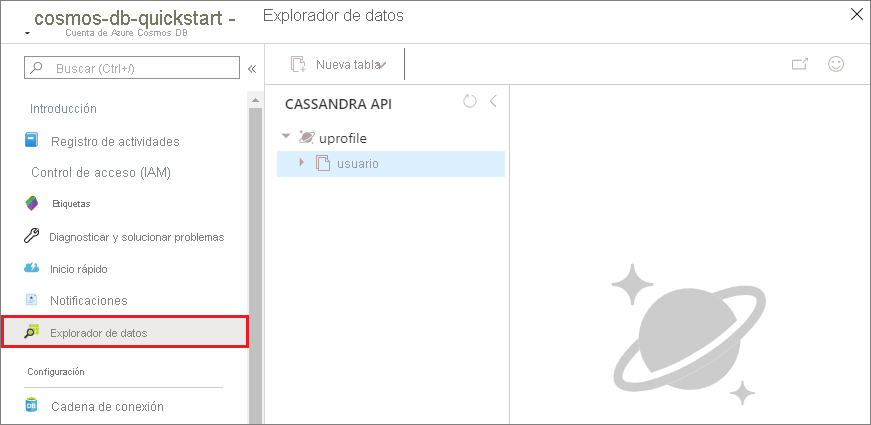 cosmos-db-quickstart -
Cuenta de Azure Cosmos DB
Explorador de datos
Buscar (Ctrl+/)
«
Introducción
Registro de actividades
Control de acceso (IAM)
Etiquetas
Diagnosticar y solucionar problemas
Inicio rápido
Notificaciones
Explorador de datos
Configuración
DB
Cadena de conexión
Nueva tabla
CASSANDRA API
uprofile
usuario